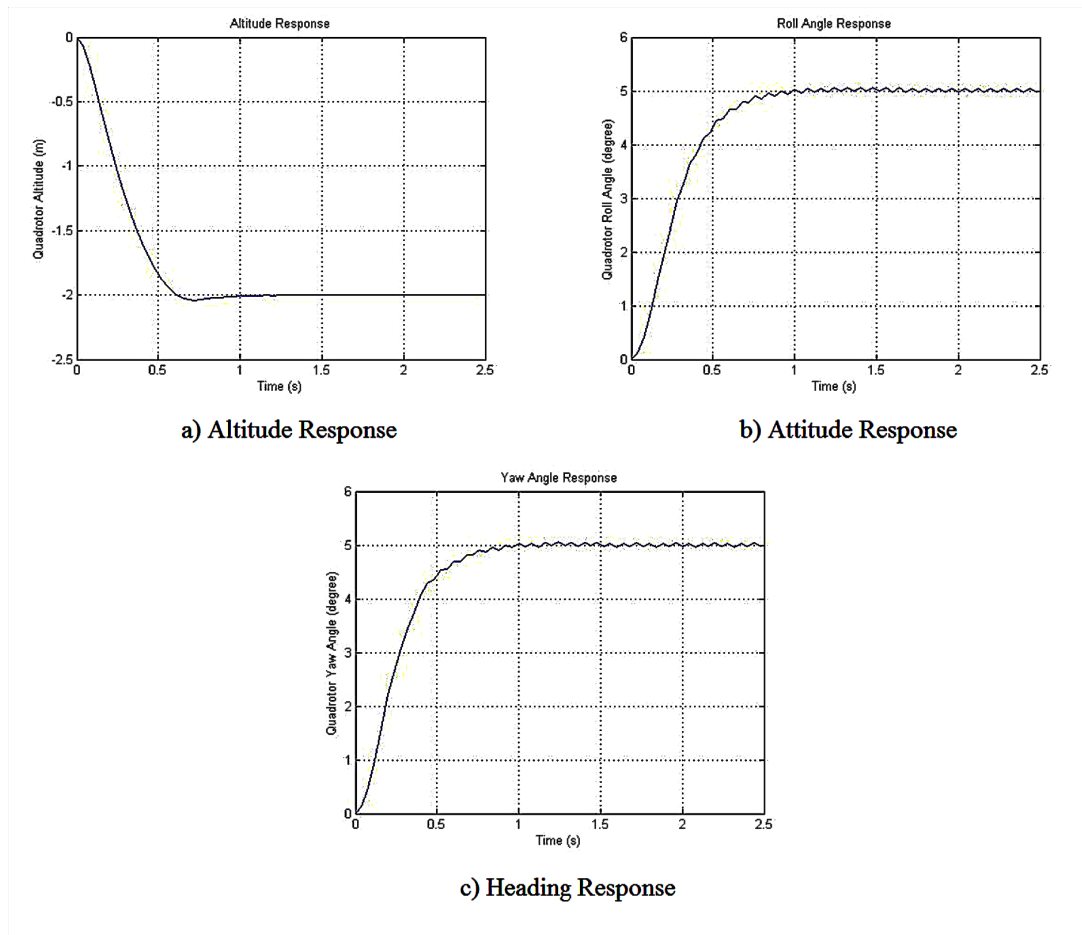 Altitude Response
0
-0.5
-1
-1.5
-2
-2.5
Quadrotor Altitude (m)
0 0.5 1 1.5 2 2.5
Time (s)
a) Altitude Response
Roll Angle Response
6
5
4
3
2
1
0
Quadrotor Roll Angle (degree)
0 0.5 1 1.5 2 2.5
Time (s)
b) Attitude Response
Yaw Angle Response
6
5
4
3
2
1
0
Quadrotor Yaw Angle (degree)
0 0.5 1 1.5 2 2.5
Time (s)
c) Heading Response